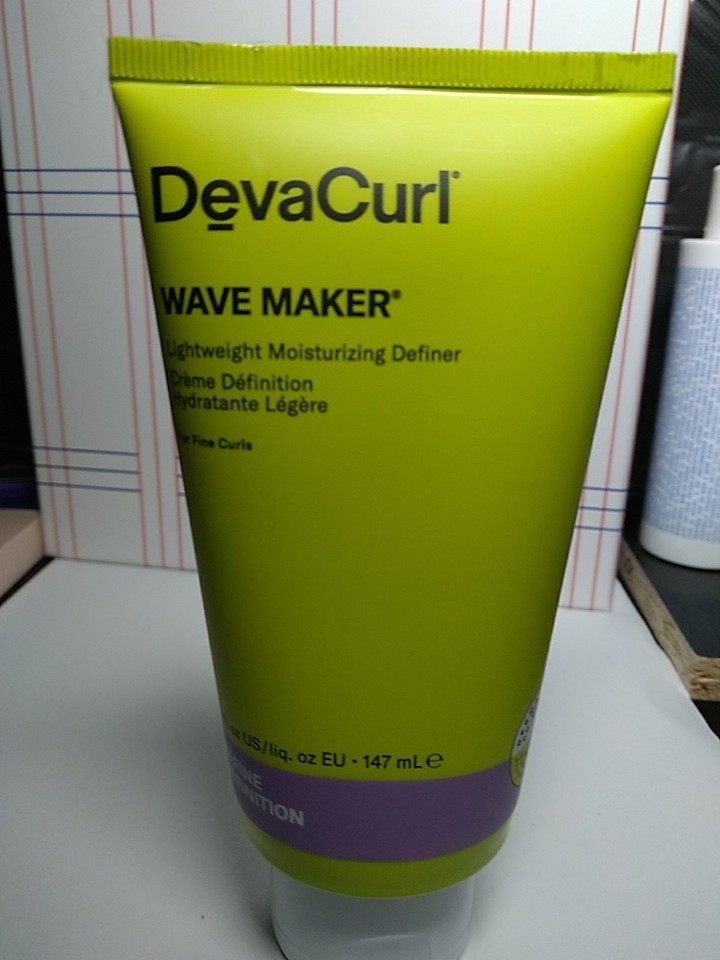 DevaCurl®
WAVE MAKER®
Lightweight Moisturizing Definer
Crème Définition
Hydratante Légère
Fine Curls
oz US/liq. oz EU • 147 mL ℮
FINE